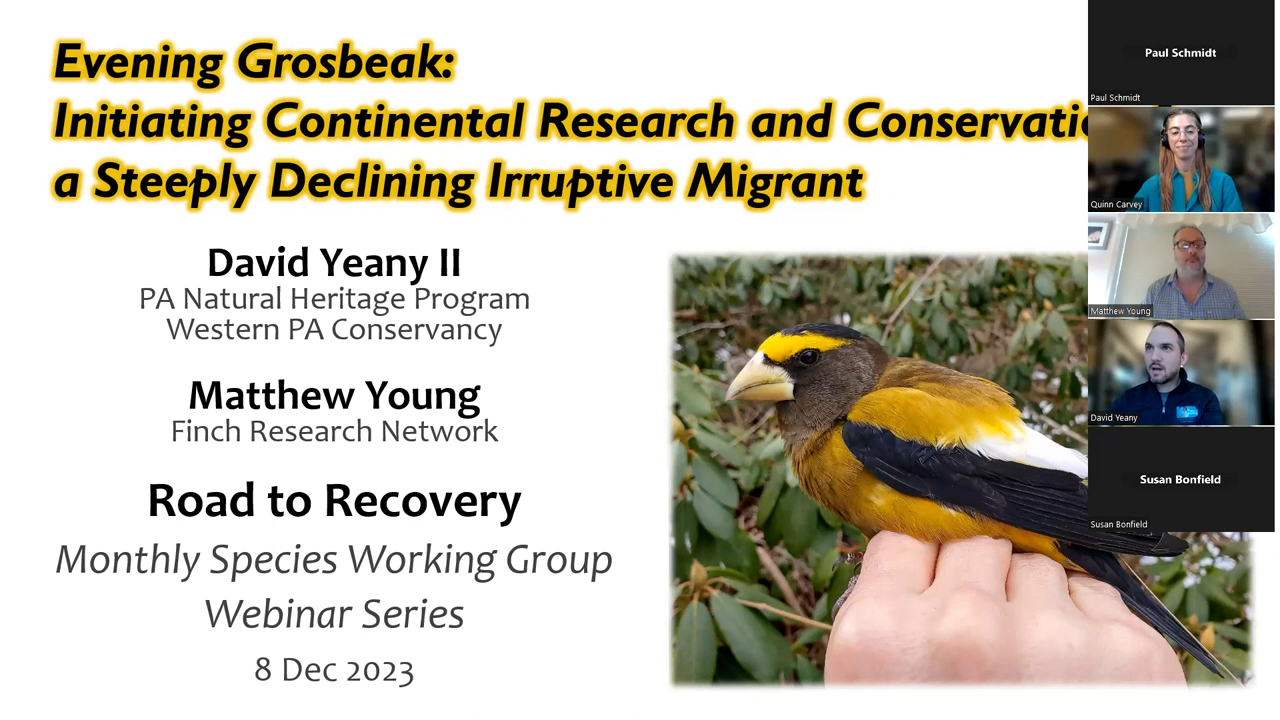 Evening Grosbeak:
Initiating Continental Research and Conservatio
a Steeply Declining Irruptive Migrant
David Yeany II
PA Natural Heritage Program
Western PA Conservancy
Matthew Young
Finch Research Network
Road to Recovery
Monthly Species Working Group
Webinar Series
8 Dec 2023
Paul Schmidt
Paul Schmidt
Quinn Carvey
Matthew Young
David Yeany
Susan Bonfield
Susan Bonfield